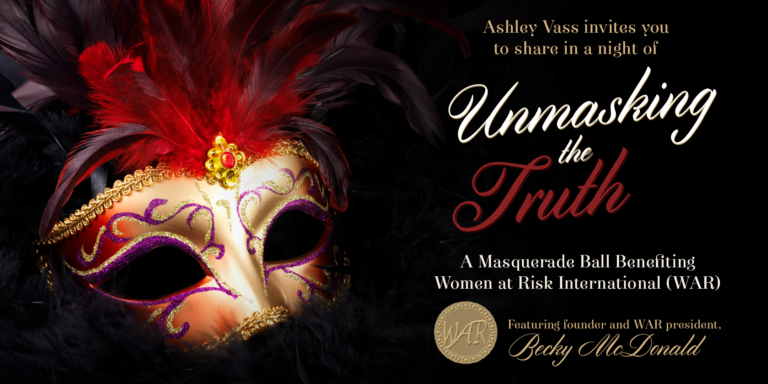 Ashley Vass invites you
to share in a night of
Unmasking
the
Truth
A Masquerade Ball Benefiting
Women at Risk International (WAR)
WAR
Featuring founder and WAR president,
Becky McDonald